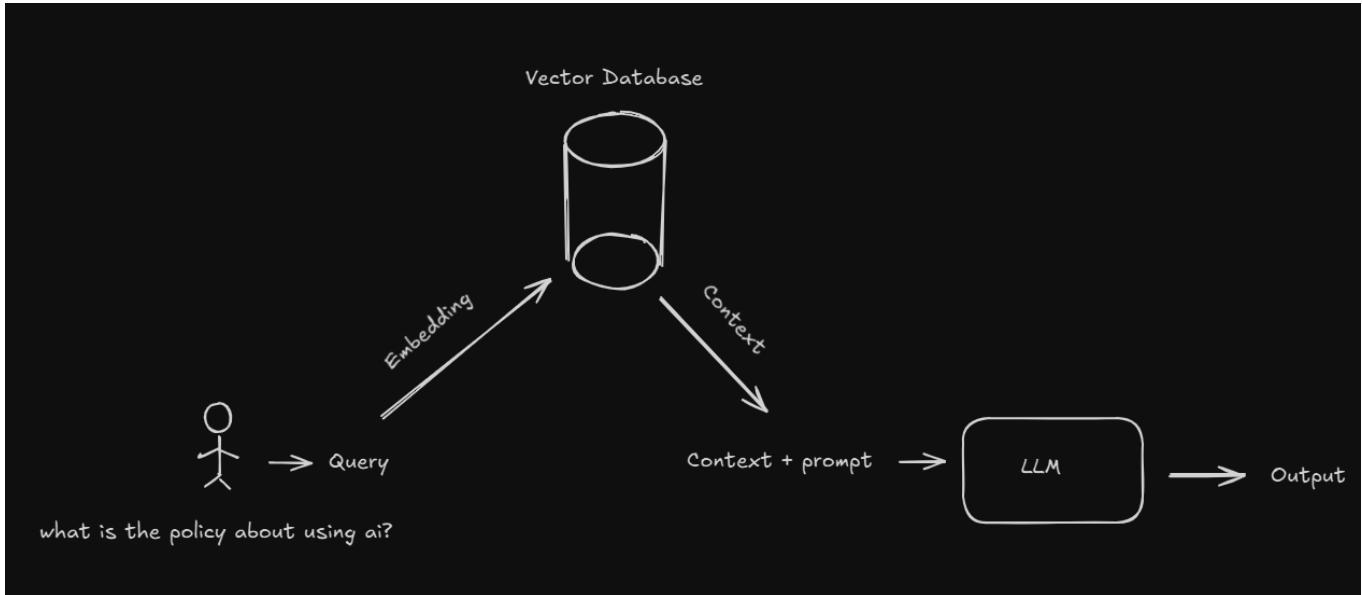 Vector Database
Embedding
Context
Query
Context + prompt
LLM
Output
what is the policy about using ai?